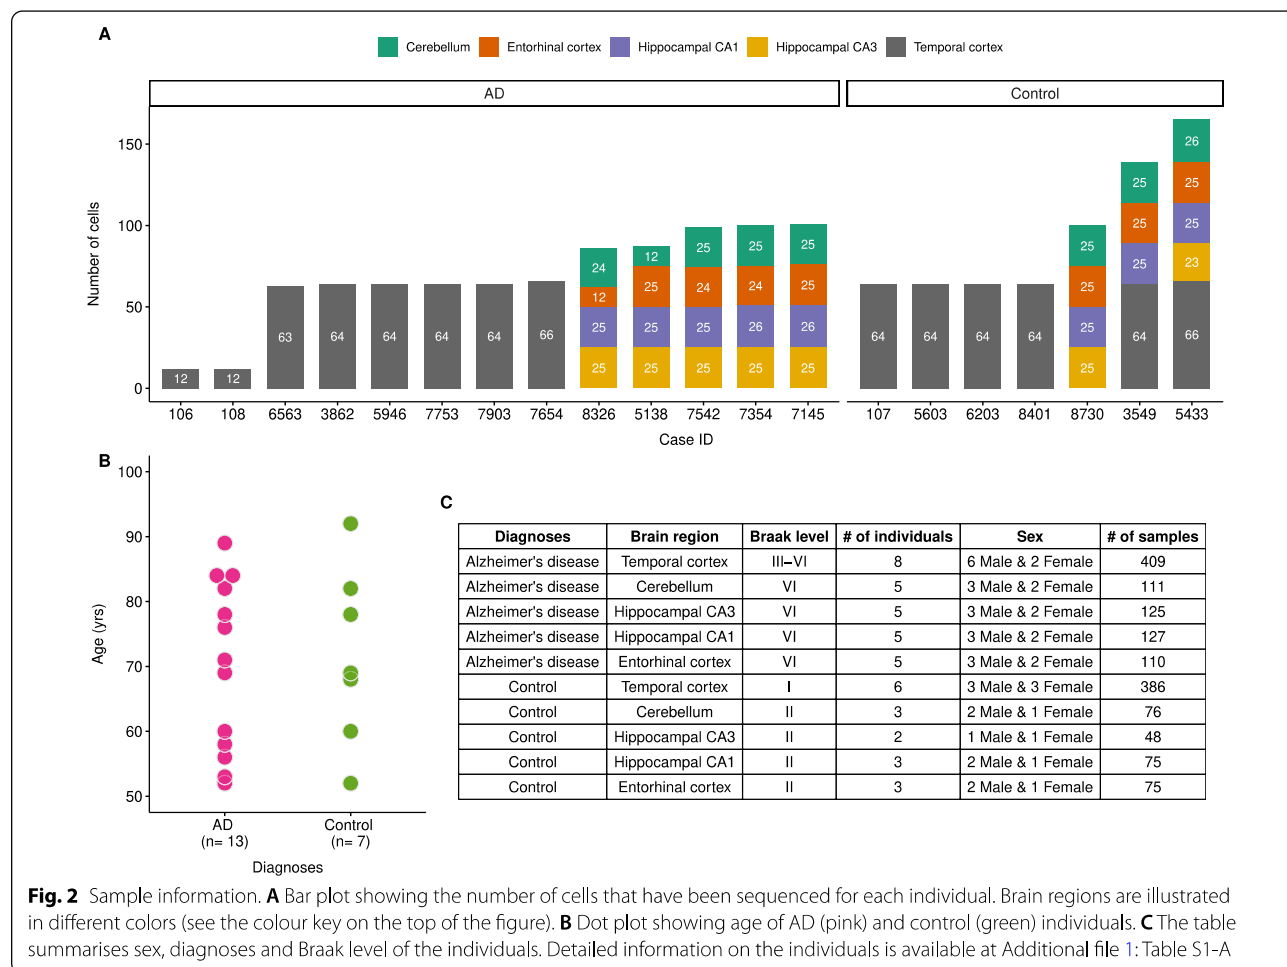 A
Cerebellum Entorhinal cortex Hippocampal CA1 Hippocampal CA3 Temporal cortex
AD Control
Number of cells
150
100
50
0
12 12 63 64 64 64 64 66
24 12 25 25
12 25 25 25
25 24 25 25
25 24 26 25
25 25 26 25
64 64 64 64
25 25 25 25
25 25 25 64
26 25 25 23 66
106 108 6563 3862 5946 7753 7903 7654 8326 5138 7542 7354 7145 107 5603 6203 8401 8730 3549 5433
Case ID
B
Age (yrs)
100
90
80
70
60
50
AD Control
(n= 13) (n= 7)
Diagnoses
C
Diagnoses Brain region Braak level # of individuals Sex # of samples
Alzheimer's disease Temporal cortex III–VI 8 6 Male & 2 Female 409
Alzheimer's disease Cerebellum VI 5 3 Male & 2 Female 111
Alzheimer's disease Hippocampal CA3 VI 5 3 Male & 2 Female 125
Alzheimer's disease Hippocampal CA1 VI 5 3 Male & 2 Female 127
Alzheimer's disease Entorhinal cortex VI 5 3 Male & 2 Female 110
Control Temporal cortex I 6 3 Male & 3 Female 386
Control Cerebellum II 3 2 Male & 1 Female 76
Control Hippocampal CA3 II 2 1 Male & 1 Female 48
Control Hippocampal CA1 II 3 2 Male & 1 Female 75
Control Entorhinal cortex II 3 2 Male & 1 Female 75
Fig. 2 Sample information. A Bar plot showing the number of cells that have been sequenced for each individual. Brain regions are illustrated
in different colors (see the colour key on the top of the figure). B Dot plot showing age of AD (pink) and control (green) individuals. C The table
summarises sex, diagnoses and Braak level of the individuals. Detailed information on the individuals is available at Additional file 1: Table S1-A